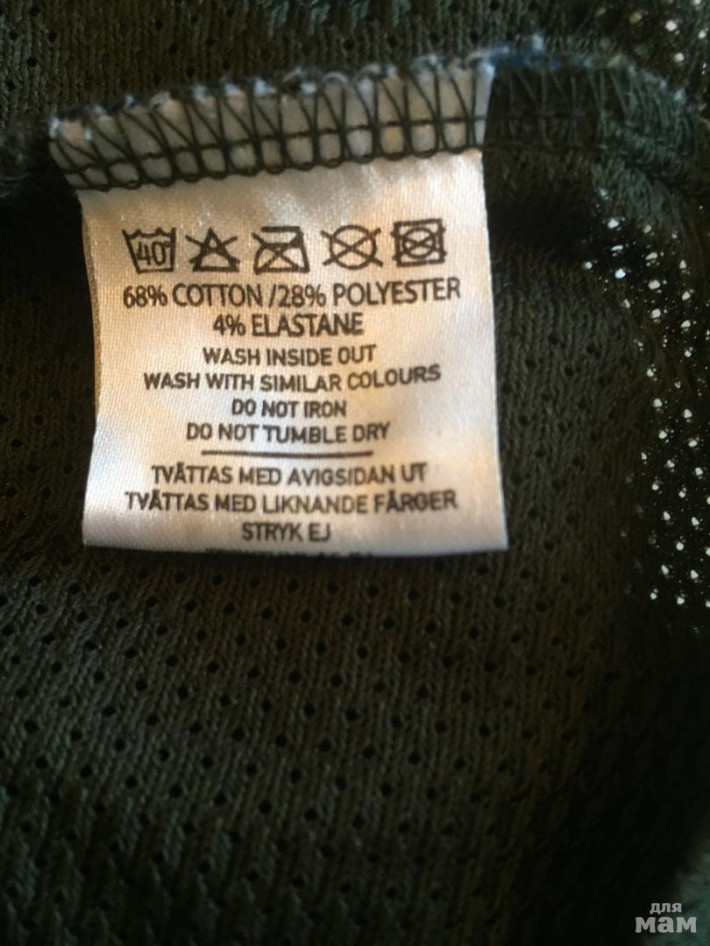 40
68% COTTON / 28% POLYESTER
4% ELASTANE
WASH INSIDE OUT
WASH WITH SIMILAR COLOURS
DO NOT IRON
DO NOT TUMBLE DRY
TVÄTTAS MED AVIGSIDAN UT
TVÄTTAS MED LIKNANDE FÄRGER
STRYK EJ
для
мам